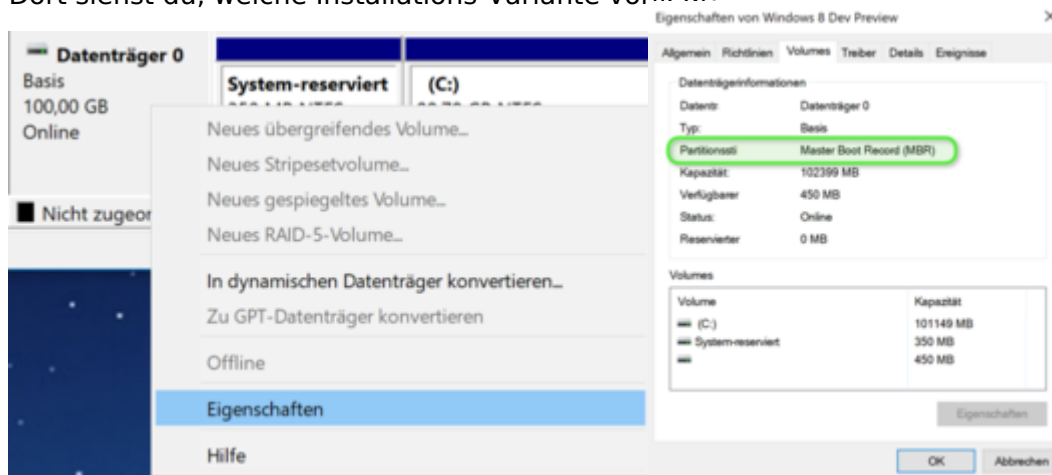 Dort siehst du, welche Installations-Variante
Datenträger 0
Basis
100,00 GB
Online
System-reserviert
(C:)
Nicht zugeor
Neues übergreifendes Volume...
Neues Stripesetvolume...
Neues gespiegeltes Volume...
Neues RAID-5-Volume...
In dynamischen Datenträger konvertieren...
Zu GPT-Datenträger konvertieren
Offline
Eigenschaften
Hilfe
Eigenschaften von Windows 8 Dev Preview
Allgemein Richtlinien Volumes Treiber Details Ereignisse
Datenträgerinformationen
Datentr Datenträger 0
Typ: Basis
Partitionssti Master Boot Record (MBR)
Kapazität: 102399 MB
Verfügbarer 450 MB
Status: Online
Reservierter 0 MB
Volumes
Volume Kapazität
(C:) 101149 MB
System-reserviert 350 MB
450 MB
Eigenschaften
OK Abbrechen